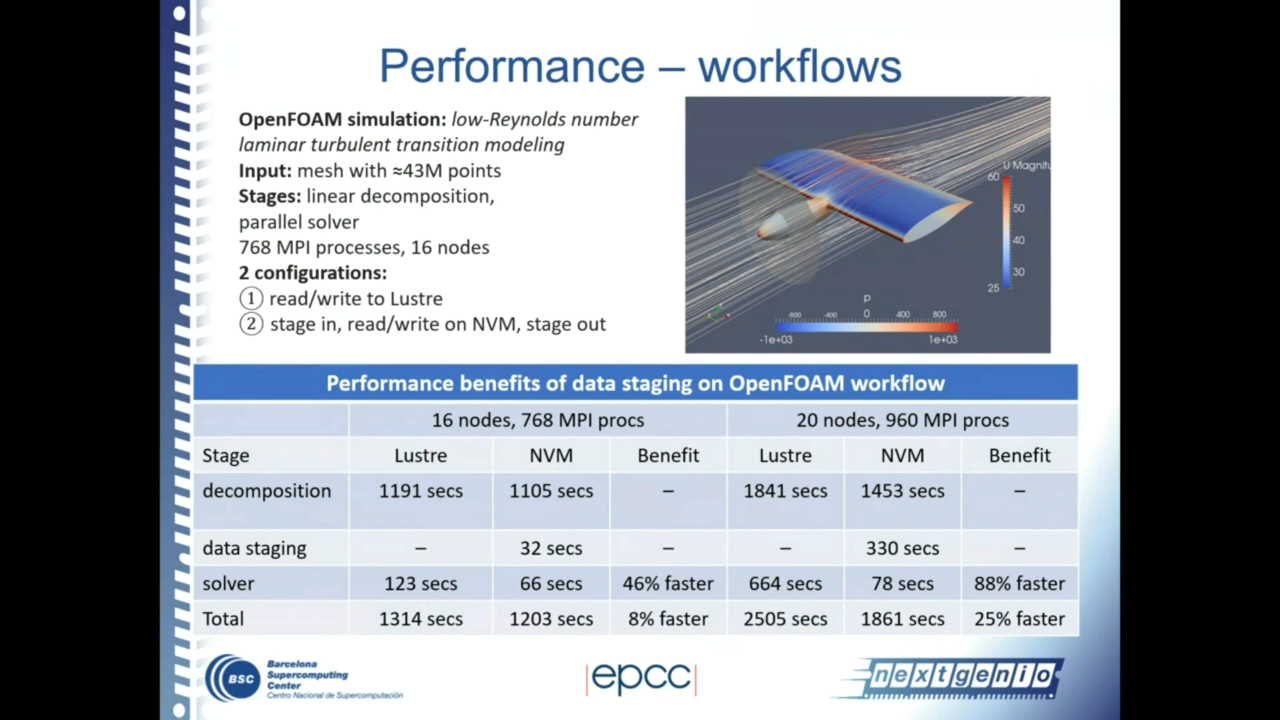 Performance – workflows
OpenFOAM simulation: low-Reynolds number
laminar turbulent transition modeling
Input: mesh with ≈43M points
Stages: linear decomposition,
parallel solver
768 MPI processes, 16 nodes
2 configurations:
① read/write to Lustre
② stage in, read/write on NVM, stage out
U Magnitu
60
50
40
30
25
p
-800 -400 0 400 800
-1e+03 1e+03
Performance benefits of data staging on OpenFOAM workflow
16 nodes, 768 MPI procs 20 nodes, 960 MPI procs
Stage Lustre NVM Benefit Lustre NVM Benefit
decomposition 1191 secs 1105 secs – 1841 secs 1453 secs –
data staging – 32 secs – – 330 secs –
solver 123 secs 66 secs 46% faster 664 secs 78 secs 88% faster
Total 1314 secs 1203 secs 8% faster 2505 secs 1861 secs 25% faster
BSC
Barcelona
Supercomputing
Center
Centro Nacional de Supercomputación
epcc
nextgenio